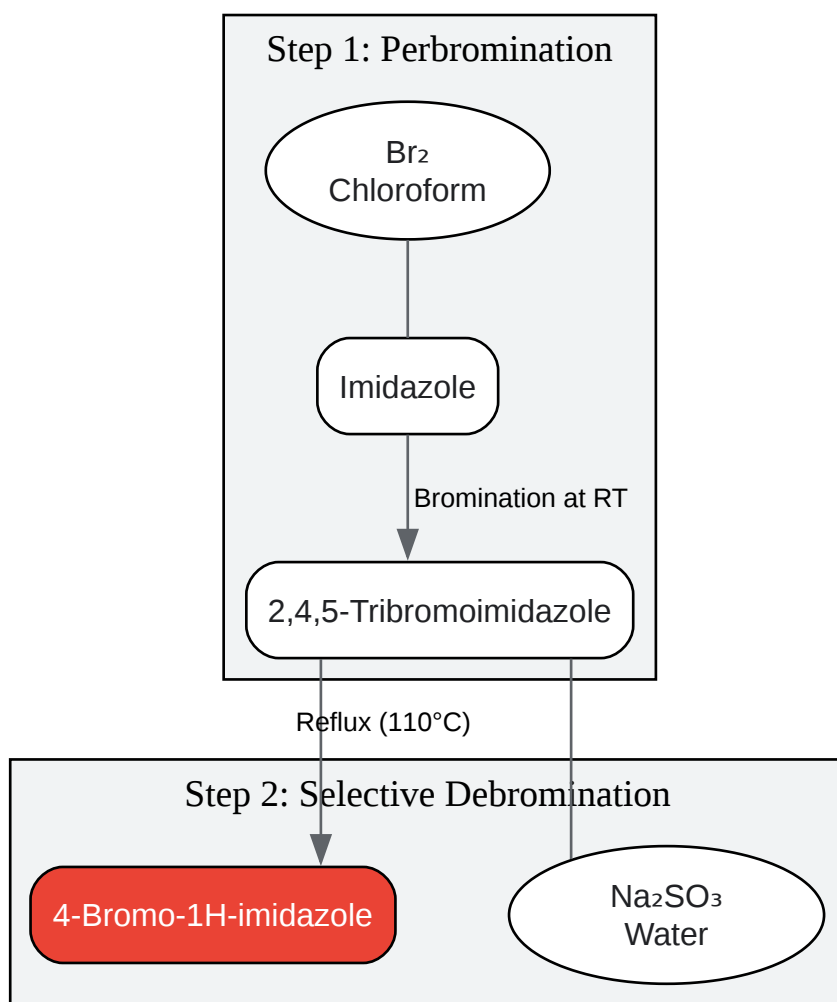 Step 1: Perbromination
Br₂
Chloroform
Imidazole
Bromination at RT
2,4,5-Tribromoimidazole
Reflux (110°C)
Step 2: Selective Debromination
4-Bromo-1H-imidazole
Na₂SO₃
Water